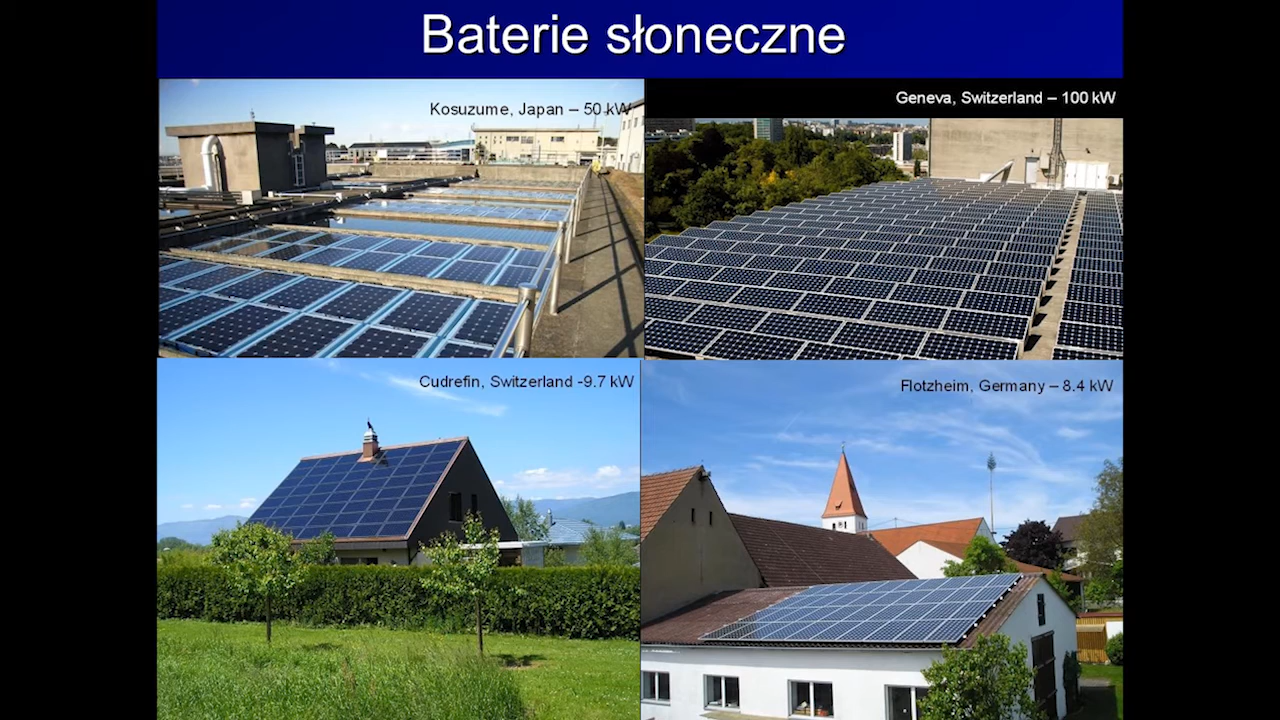 Baterie słoneczne
Kosuzume, Japan – 50 kW
Geneva, Switzerland – 100 kW
Cudrefin, Switzerland -9.7 kW
Flotzheim, Germany – 8.4 kW